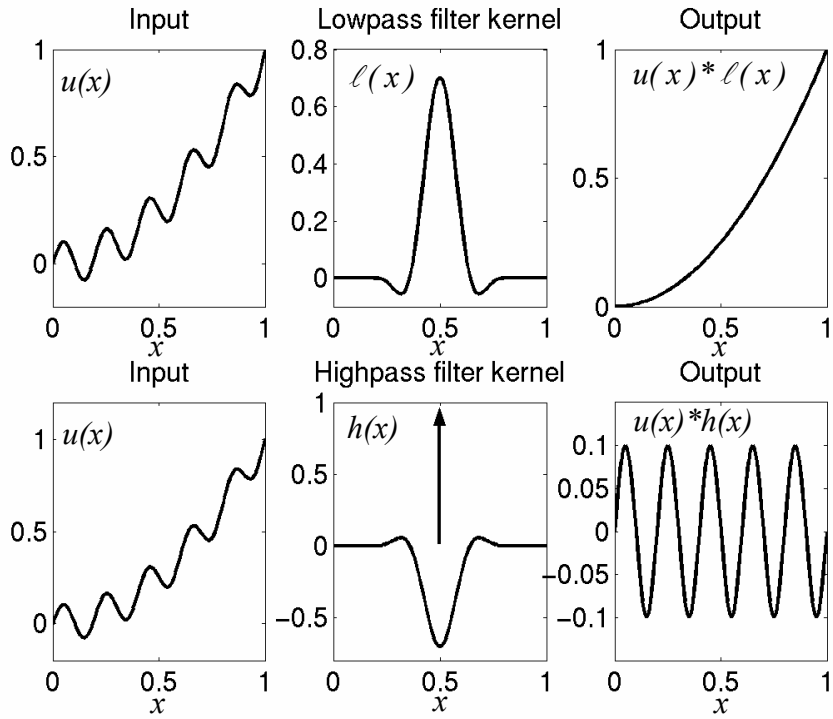 Input
Lowpass filter kernel
Output
u(x)
ℓ(x)
u(x)*ℓ(x)
1
0.5
0
0.8
0.6
0.4
0.2
0
1
0.5
0
0 0.5 1
0 0.5 1
0 0.5 1
x
x
x
Input
Highpass filter kernel
Output
u(x)
h(x)
u(x)*h(x)
1
0.5
0
1
0.5
0
−0.5
0.1
0.05
0
−0.05
−0.1
0 0.5 1
0 0.5 1
0 0.5 1
x
x
x